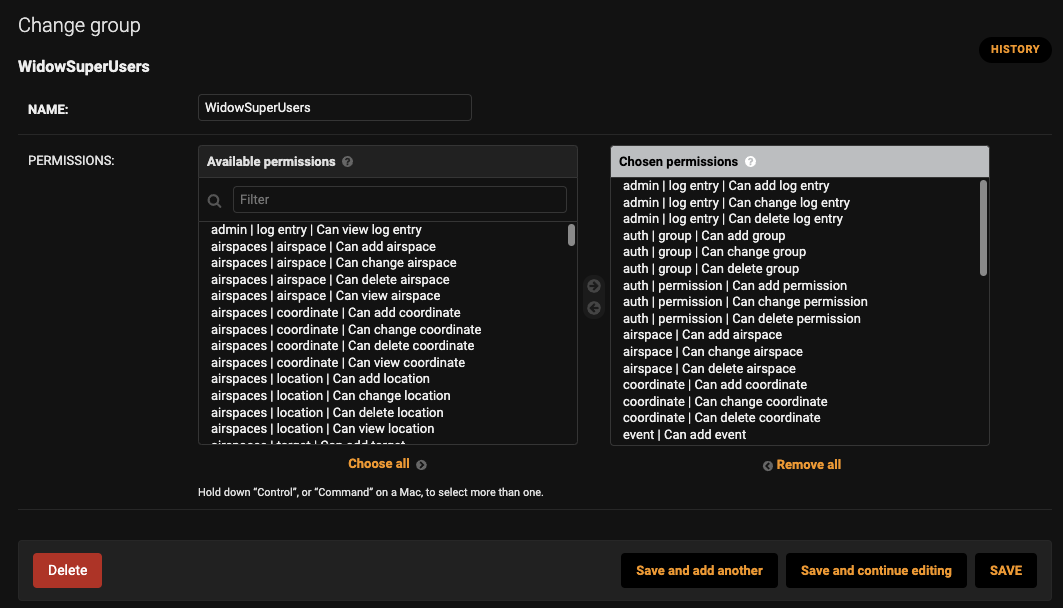 Change group
HISTORY
WidowSuperUsers
NAME:
WidowSuperUsers
PERMISSIONS:
Available permissions ?
Filter
admin | log entry | Can view log entry
airspaces | airspace | Can add airspace
airspaces | airspace | Can change airspace
airspaces | airspace | Can delete airspace
airspaces | airspace | Can view airspace
airspaces | coordinate | Can add coordinate
airspaces | coordinate | Can change coordinate
airspaces | coordinate | Can delete coordinate
airspaces | coordinate | Can view coordinate
airspaces | location | Can add location
airspaces | location | Can change location
airspaces | location | Can delete location
airspaces | location | Can view location
airspaces | target | Can add target
Choose all
Chosen permissions ?
admin | log entry | Can add log entry
admin | log entry | Can change log entry
admin | log entry | Can delete log entry
auth | group | Can add group
auth | group | Can change group
auth | group | Can delete group
auth | permission | Can add permission
auth | permission | Can change permission
auth | permission | Can delete permission
airspace | Can add airspace
airspace | Can change airspace
airspace | Can delete airspace
coordinate | Can add coordinate
coordinate | Can change coordinate
coordinate | Can delete coordinate
event | Can add event
Remove all
Hold down “Control”, or “Command” on a Mac, to select more than one.
Delete
Save and add another
Save and continue editing
SAVE